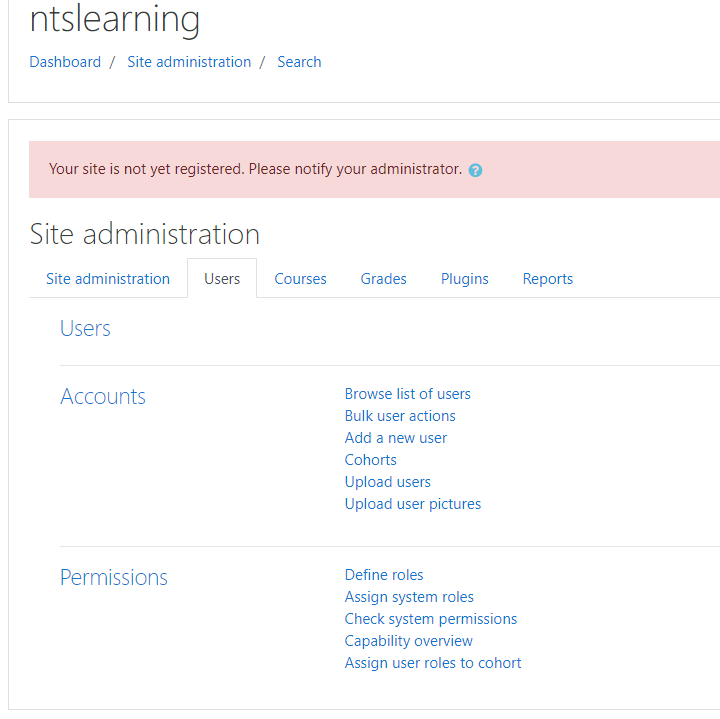 ntslearning
Dashboard / Site administration / Search
Your site is not yet registered. Please notify your administrator. ?
Site administration
Site administration Users Courses Grades Plugins Reports
Users
Accounts
Browse list of users
Bulk user actions
Add a new user
Cohorts
Upload users
Upload user pictures
Permissions
Define roles
Assign system roles
Check system permissions
Capability overview
Assign user roles to cohort